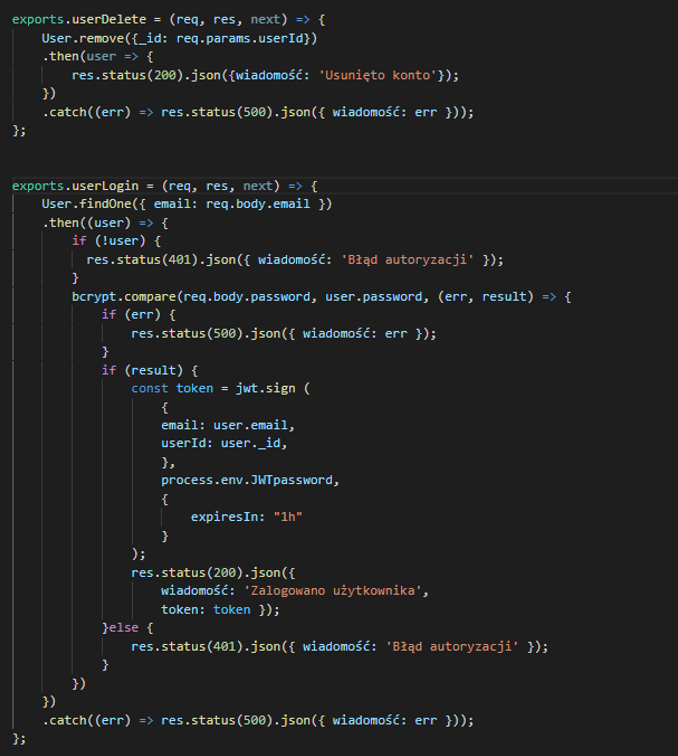 exports.userDelete = (req, res, next) => {
    User.remove({_id: req.params.userId})
    .then(user => {
        res.status(200).json({wiadomość: 'Usunięto konto'});
    })
    .catch((err) => res.status(500).json({ wiadomość: err }));
};
exports.userLogin = (req, res, next) => {
    User.findOne({ email: req.body.email })
    .then((user) => {
        if (!user) {
          res.status(401).json({ wiadomość: 'Błąd autoryzacji' });
        }
        bcrypt.compare(req.body.password, user.password, (err, result) => {
            if (err) {
                res.status(500).json({ wiadomość: err });
            }
            if (result) {
                const token = jwt.sign (
                    {
                    email: user.email,
                    userId: user._id,
                    },
                    process.env.JWTpassword,
                    {
                        expiresIn: "1h"
                    }
                );
                res.status(200).json({
                    wiadomość: 'Zalogowano użytkownika',
                    token: token });
            }else {
                res.status(401).json({ wiadomość: 'Błąd autoryzacji' });
            }
        })
    })
    .catch((err) => res.status(500).json({ wiadomość: err }));
};